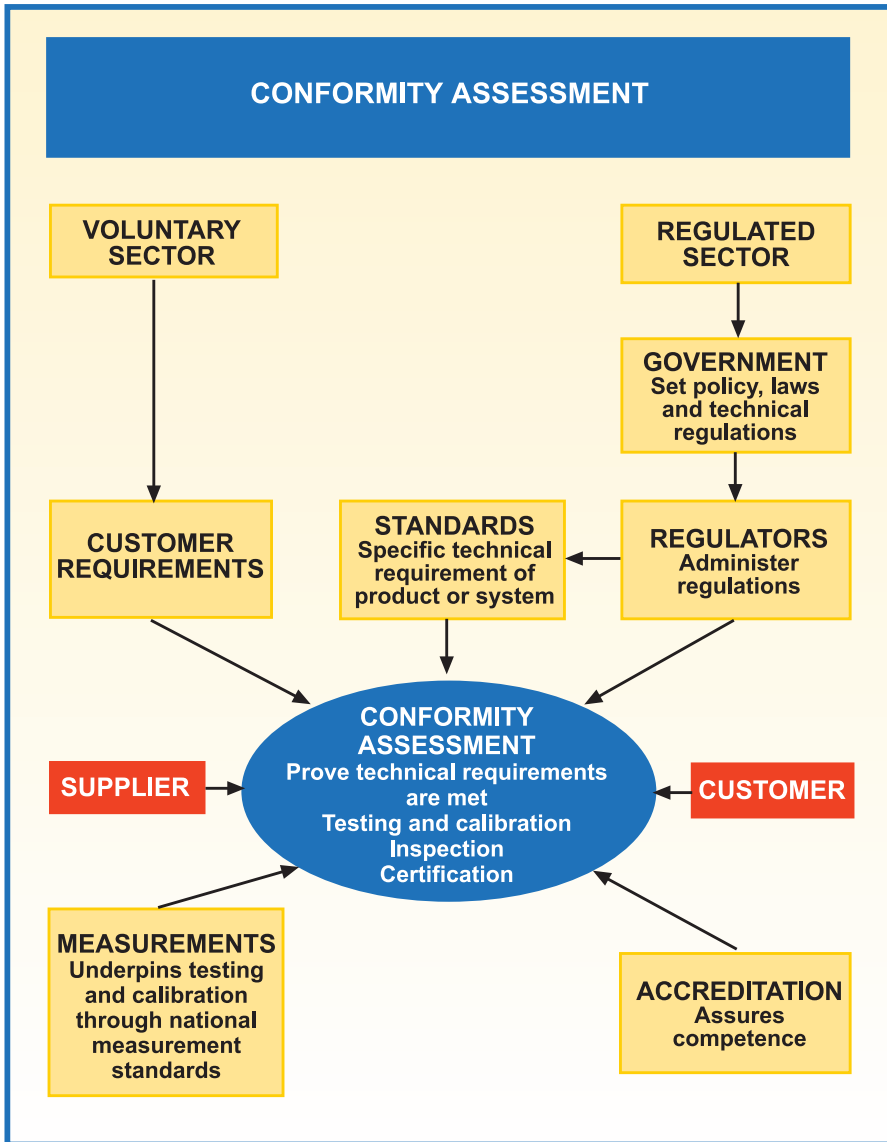 CONFORMITY ASSESSMENT
VOLUNTARY
SECTOR
REGULATED
SECTOR
GOVERNMENT
Set policy, laws
and technical
regulations
CUSTOMER
REQUIREMENTS
STANDARDS
Specific technical
requirement of
product or system
REGULATORS
Administer
regulations
CONFORMITY
ASSESSMENT
Prove technical requirements
are met
Testing and calibration
Inspection
Certification
SUPPLIER
CUSTOMER
MEASUREMENTS
Underpins testing
and calibration
through national
measurement
standards
ACCREDITATION
Assures
competence